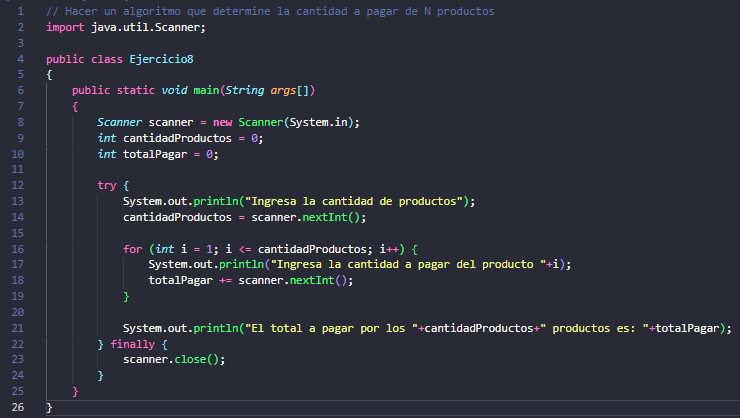 1 // Hacer un algoritmo que determine la cantidad a pagar de N productos
2 import java.util.Scanner;
3
4 public class Ejercicio8
5 {
6 public static void main(String args[])
7 {
8 Scanner scanner = new Scanner(System.in);
9 int cantidadProductos = 0;
10 int totalPagar = 0;
11
12 try {
13 System.out.println("Ingresa la cantidad de productos");
14 cantidadProductos = scanner.nextInt();
15
16 for (int i = 1; i <= cantidadProductos; i++) {
17 System.out.println("Ingresa la cantidad a pagar del producto "+i);
18 totalPagar += scanner.nextInt();
19 }
20
21 System.out.println("El total a pagar por los "+cantidadProductos+" productos es: "+totalPagar);
22 } finally {
23 scanner.close();
24 }
25 }
26 }